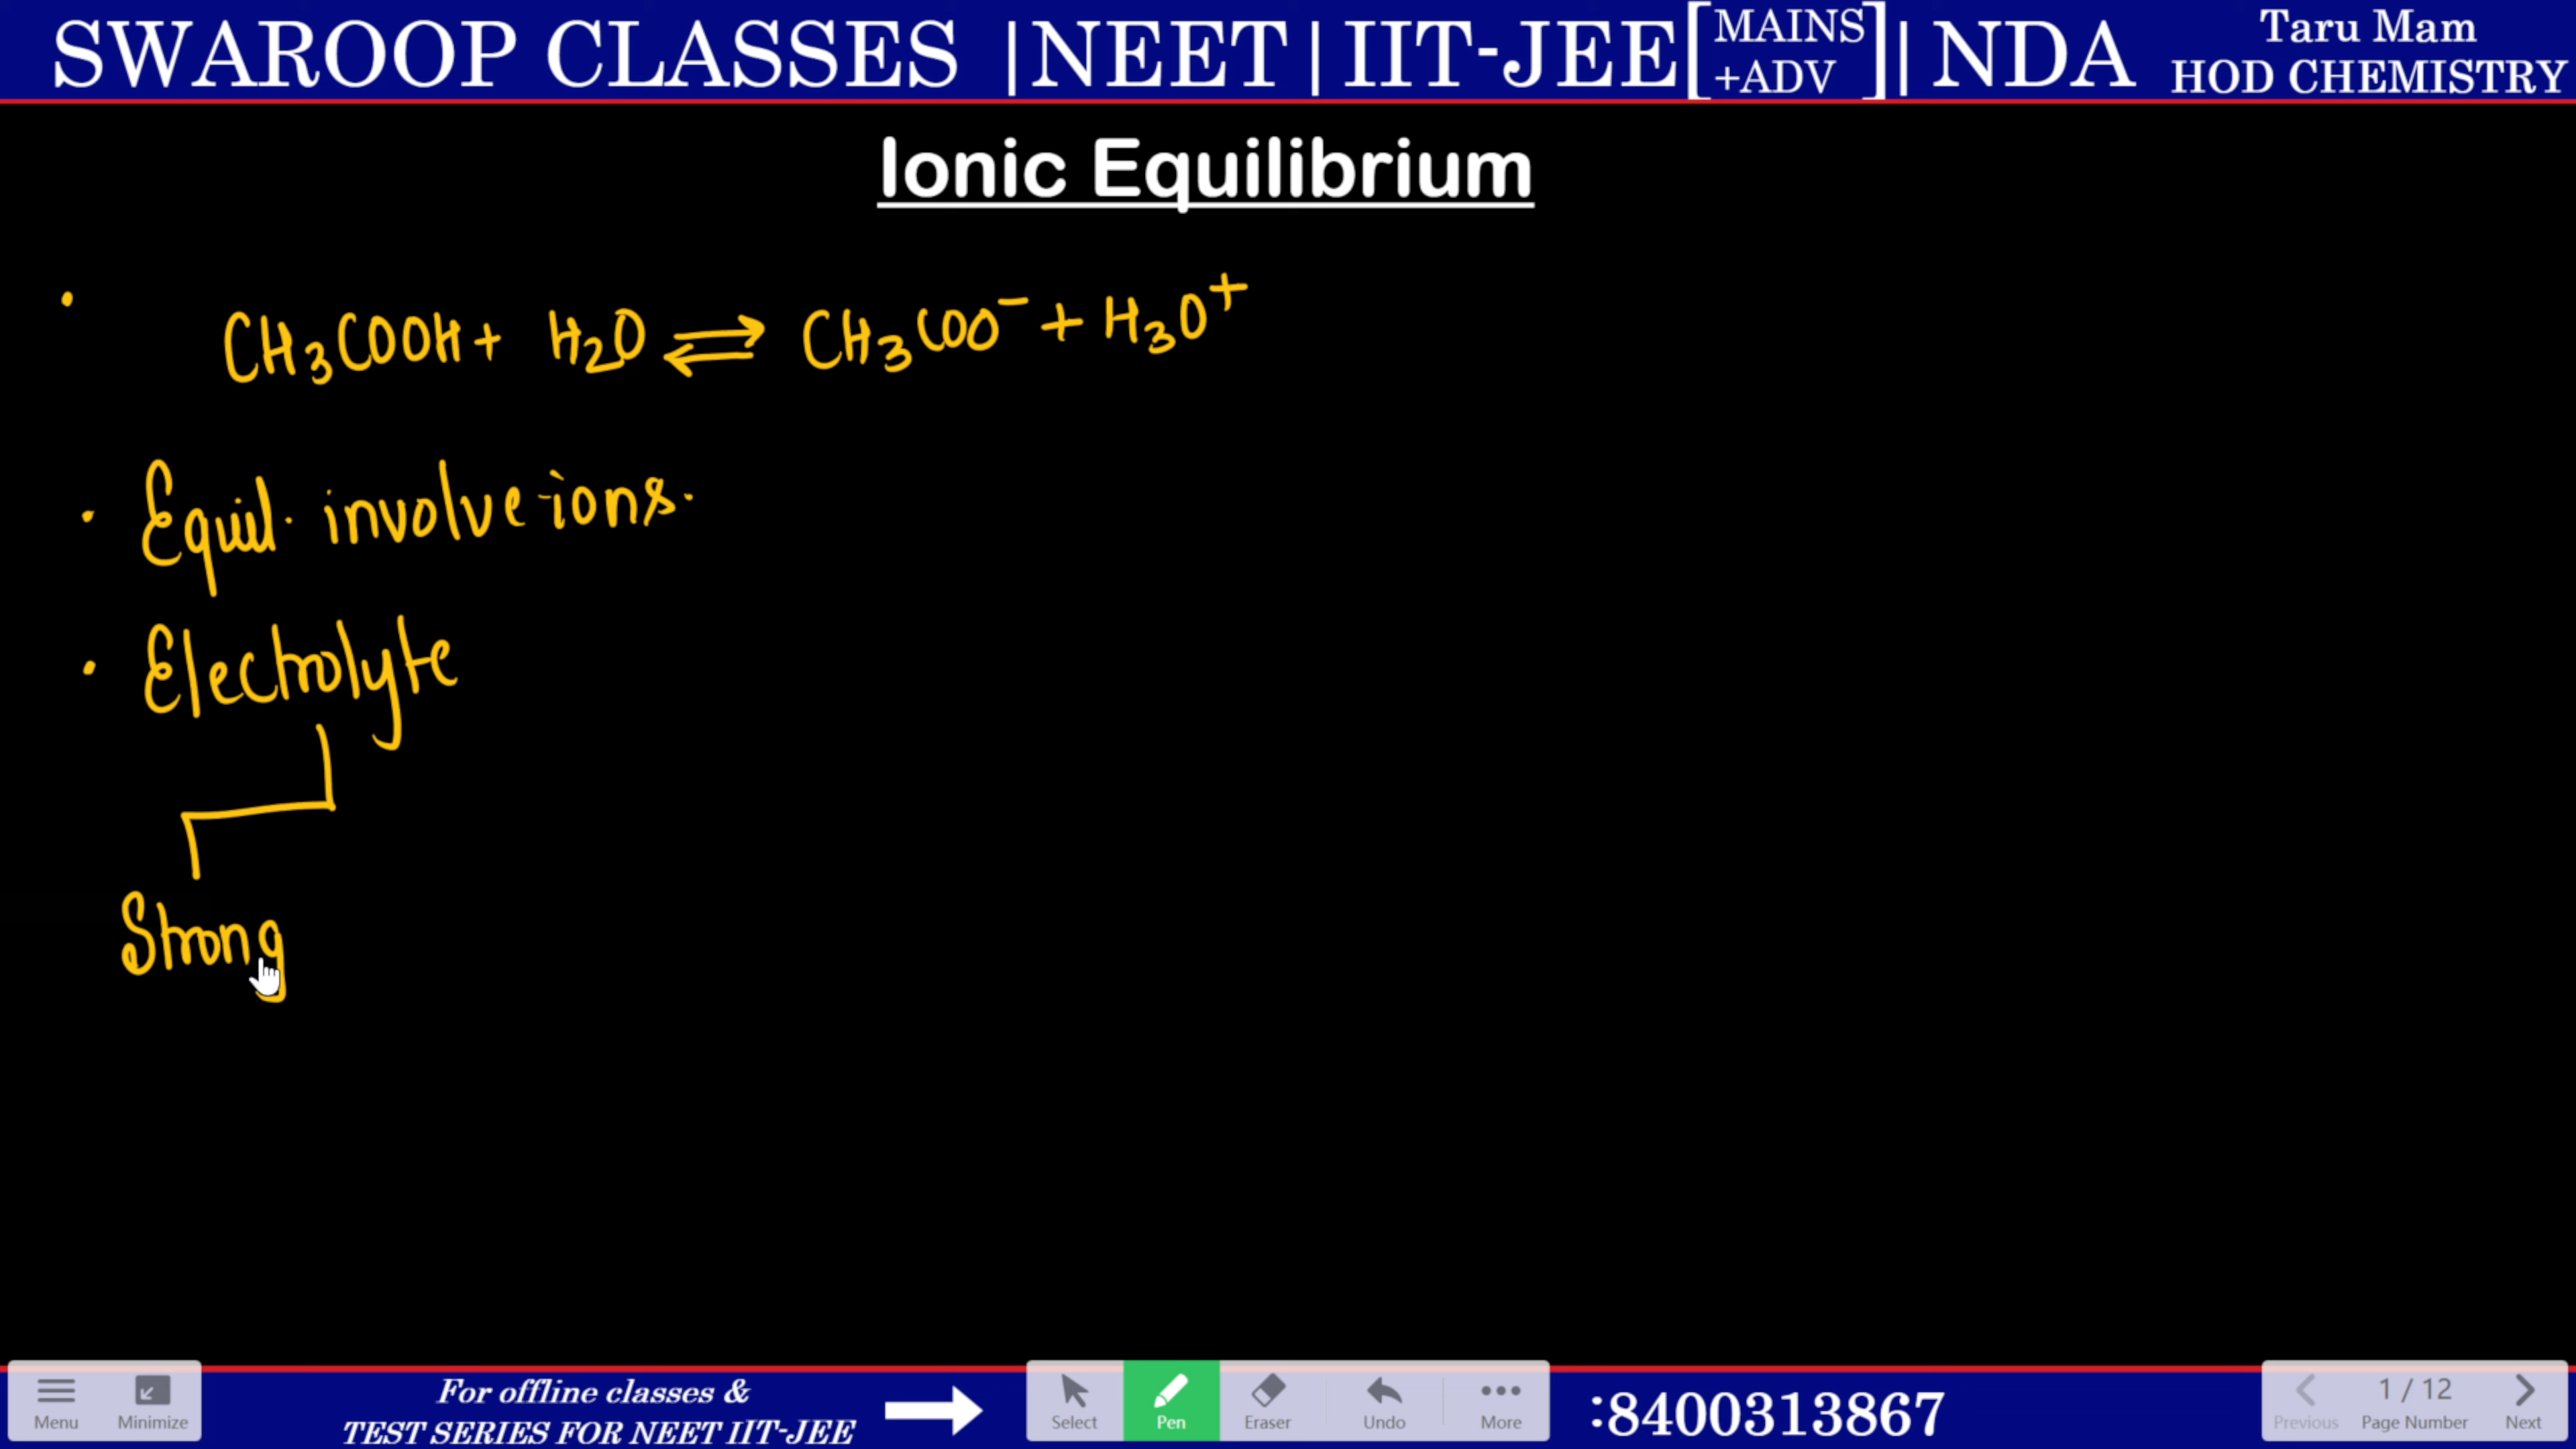 SWAROOP CLASSES |NEET| IIT-JEE[MAINS +ADV]| NDA
Taru Mam
HOD CHEMISTRY
Ionic Equilibrium
• CH₃COOH + H₂O ⇌ CH₃COO⁻ + H₃O⁺
• Equil. involve ions.
• Electrolyte
Strong
For offline classes &
TEST SERIES FOR NEET IIT-JEE
:8400313867
Menu
Minimize
Select
Pen
Eraser
Undo
More
Previous
1 / 12
Page Number
Next